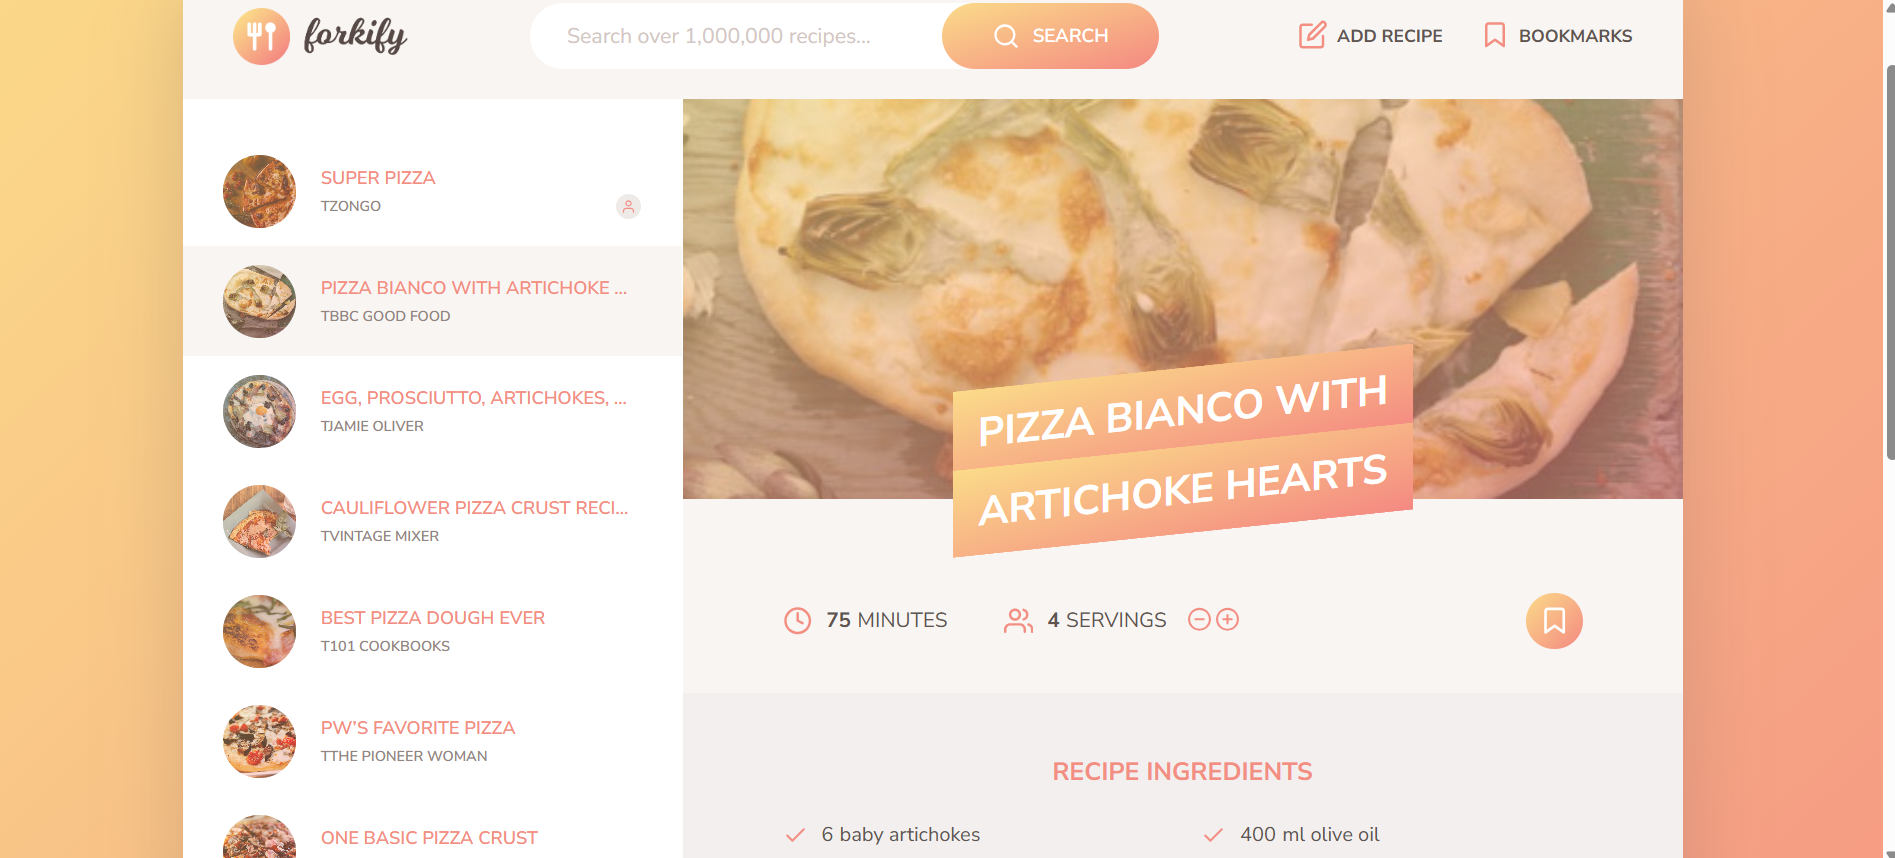 forkify
Search over 1,000,000 recipes...
SEARCH
ADD RECIPE
BOOKMARKS
SUPER PIZZA
TZONGO
PIZZA BIANCO WITH ARTICHOKE ...
TBBC GOOD FOOD
EGG, PROSCIUTTO, ARTICHOKES, ...
TJAMIE OLIVER
CAULIFLOWER PIZZA CRUST RECI...
TVINTAGE MIXER
BEST PIZZA DOUGH EVER
T101 COOKBOOKS
PW’S FAVORITE PIZZA
TTHE PIONEER WOMAN
ONE BASIC PIZZA CRUST
PIZZA BIANCO WITH
ARTICHOKE HEARTS
75 MINUTES
4 SERVINGS
RECIPE INGREDIENTS
6 baby artichokes
400 ml olive oil